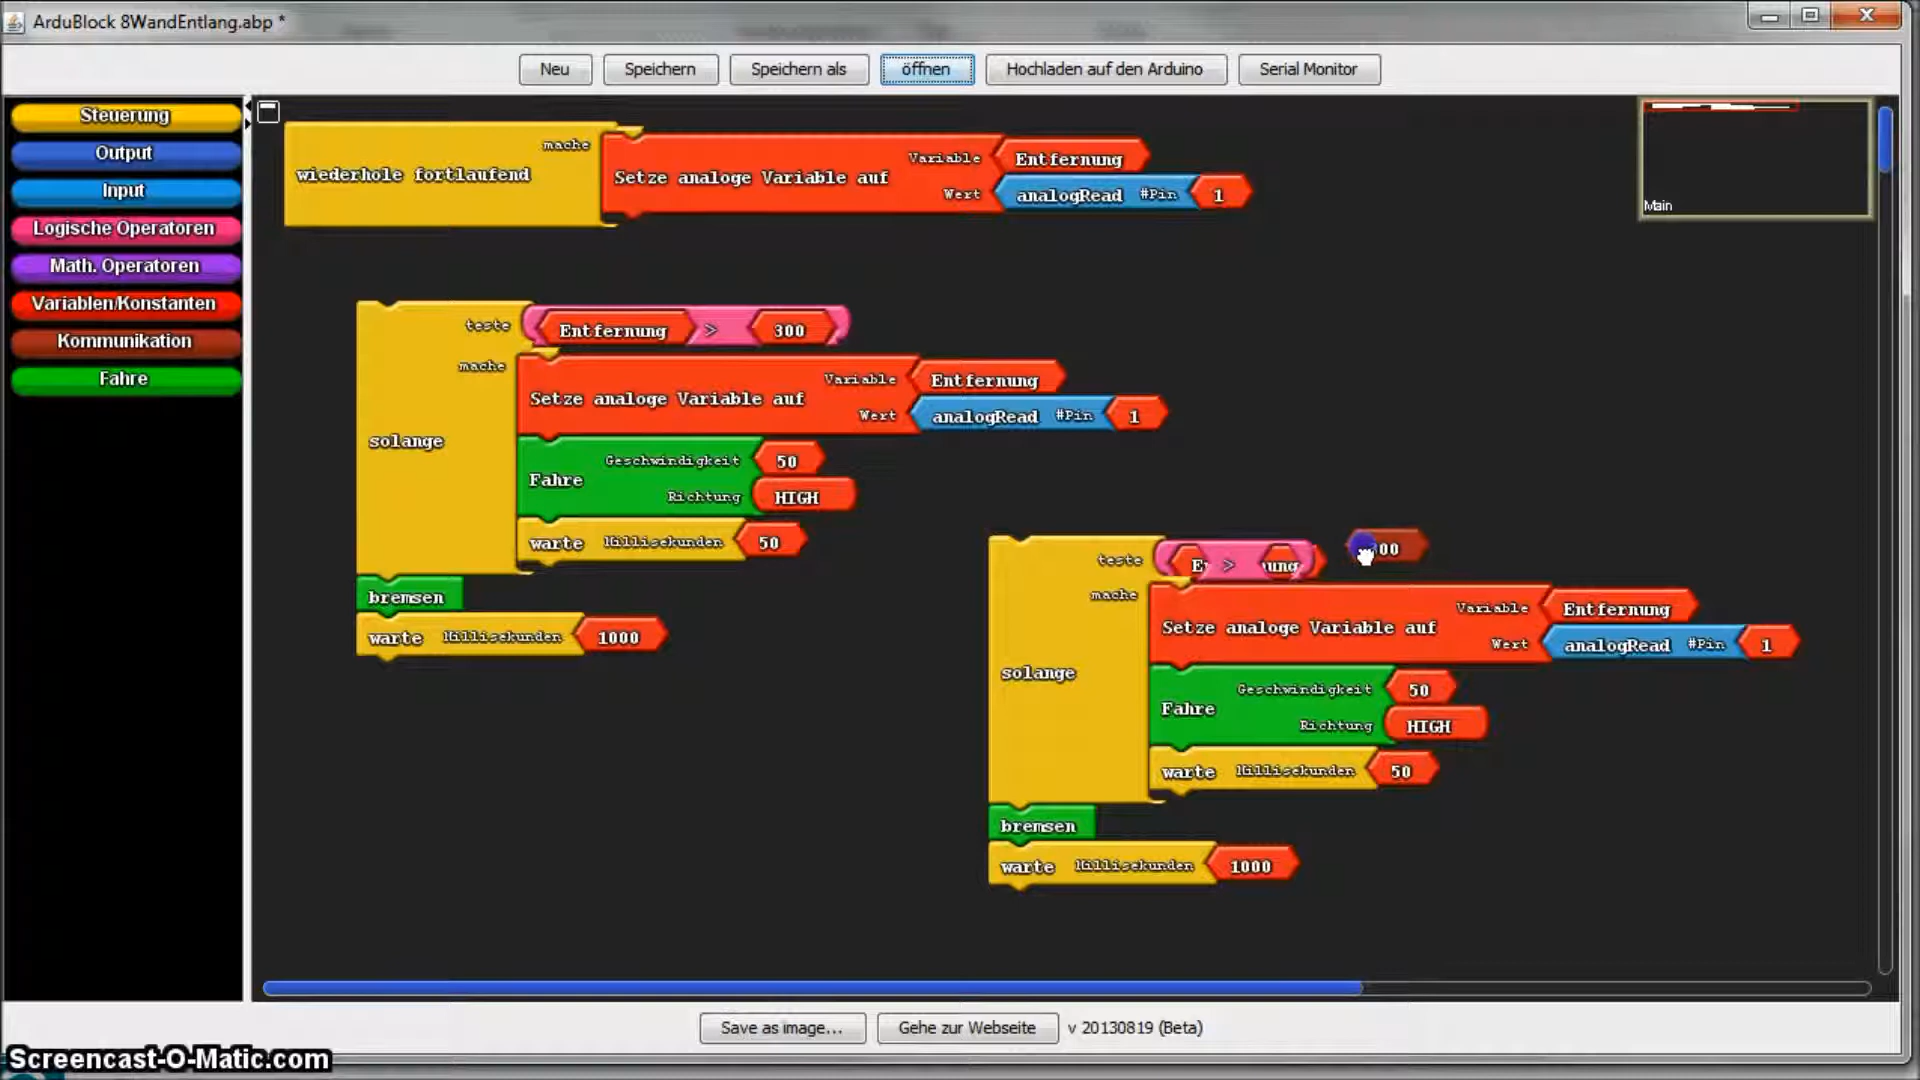 ArduBlock 8WandEntlang.abp *
Neu
Speichern
Speichern als
öffnen
Hochladen auf den Arduino
Serial Monitor
Steuerung
Output
Input
Logische Operatoren
Math. Operatoren
Variablen/Konstanten
Kommunikation
Fahre
wiederhole fortlaufend
mache
Setze analoge Variable auf
Variable
Entfernung
Wert
analogRead #Pin 1
Main
solange
teste
Entfernung > 300
mache
Setze analoge Variable auf
Variable
Entfernung
Wert
analogRead #Pin 1
Fahre
Geschwindigkeit 50
Richtung HIGH
warte Millisekunden 50
bremsen
warte Millisekunden 1000
solange
teste
>
mache
Setze analoge Variable auf
Variable
Entfernung
Wert
analogRead #Pin 1
Fahre
Geschwindigkeit 50
Richtung HIGH
warte Millisekunden 50
bremsen
warte Millisekunden 1000
Save as image...
Gehe zur Webseite
v 20130819 (Beta)
Screencast-O-Matic.com